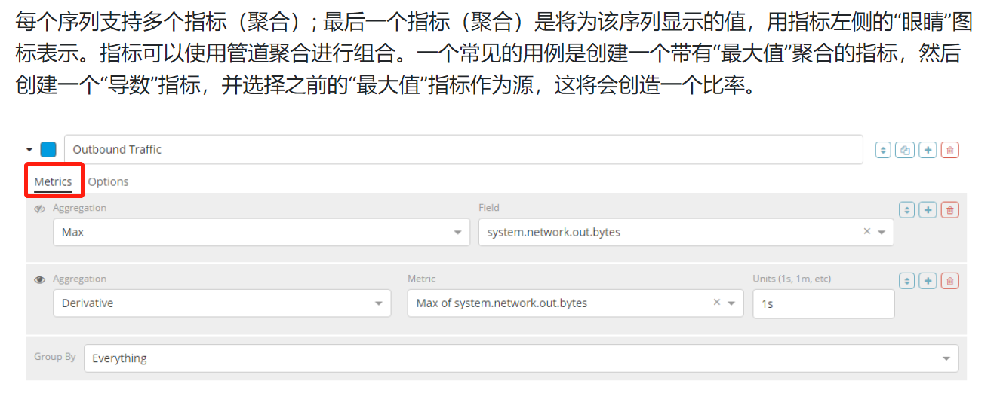 每个序列支持多个指标（聚合）; 最后一个指标（聚合）是将为该序列显示的值，用指标左侧的“眼睛”图
标表示。指标可以使用管道聚合进行组合。一个常见的用例是创建一个带有“最大值”聚合的指标，然后
创建一个“导数”指标，并选择之前的“最大值”指标作为源，这将会创造一个比率。
Outbound Traffic
Metrics Options
Aggregation Field
Max system.network.out.bytes
Aggregation Metric Units (1s, 1m, etc)
Derivative Max of system.network.out.bytes 1s
Group By Everything